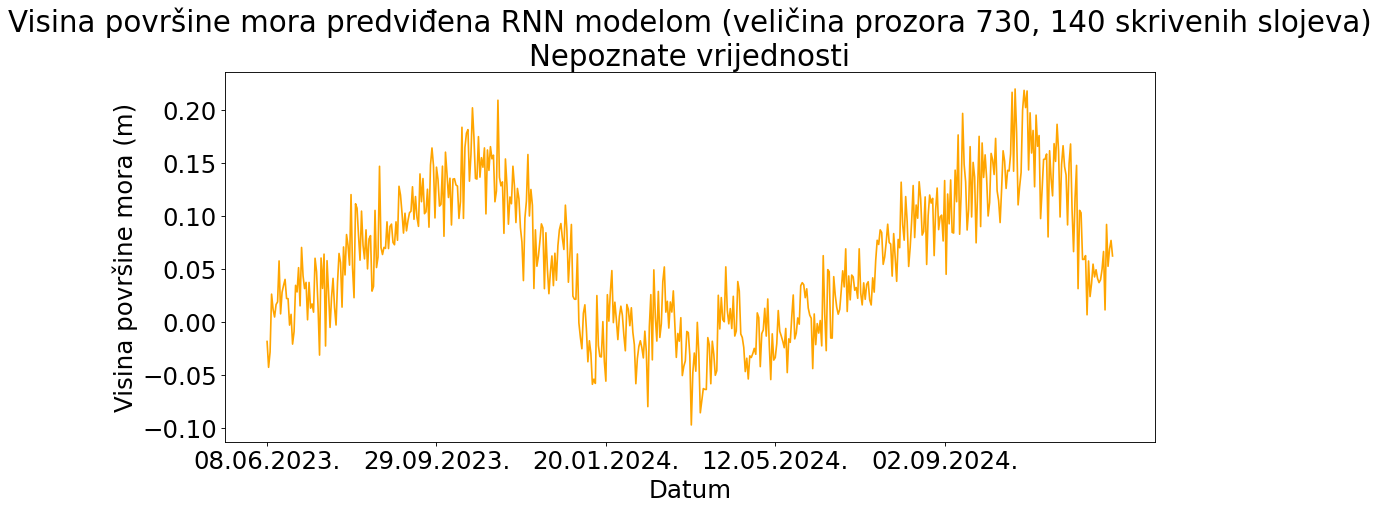 Visina površine mora predviđena RNN modelom (veličina prozora 730, 140 skrivenih slojeva)
Nepoznate vrijednosti
Visina površine mora (m)
0.20
0.15
0.10
0.05
0.00
−0.05
−0.10
08.06.2023. 29.09.2023. 20.01.2024. 12.05.2024. 02.09.2024.
Datum